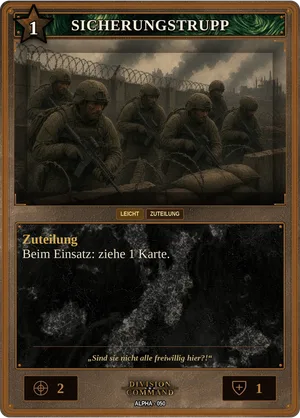 1
SICHERUNGSTRUPP
LEICHT
ZUTEILUNG
Zuteilung
Beim Einsatz: ziehe 1 Karte.
„Sind sie nicht alle freiwillig hier?!“
2
DIVISION
COMMAND
1
ALPHA 050